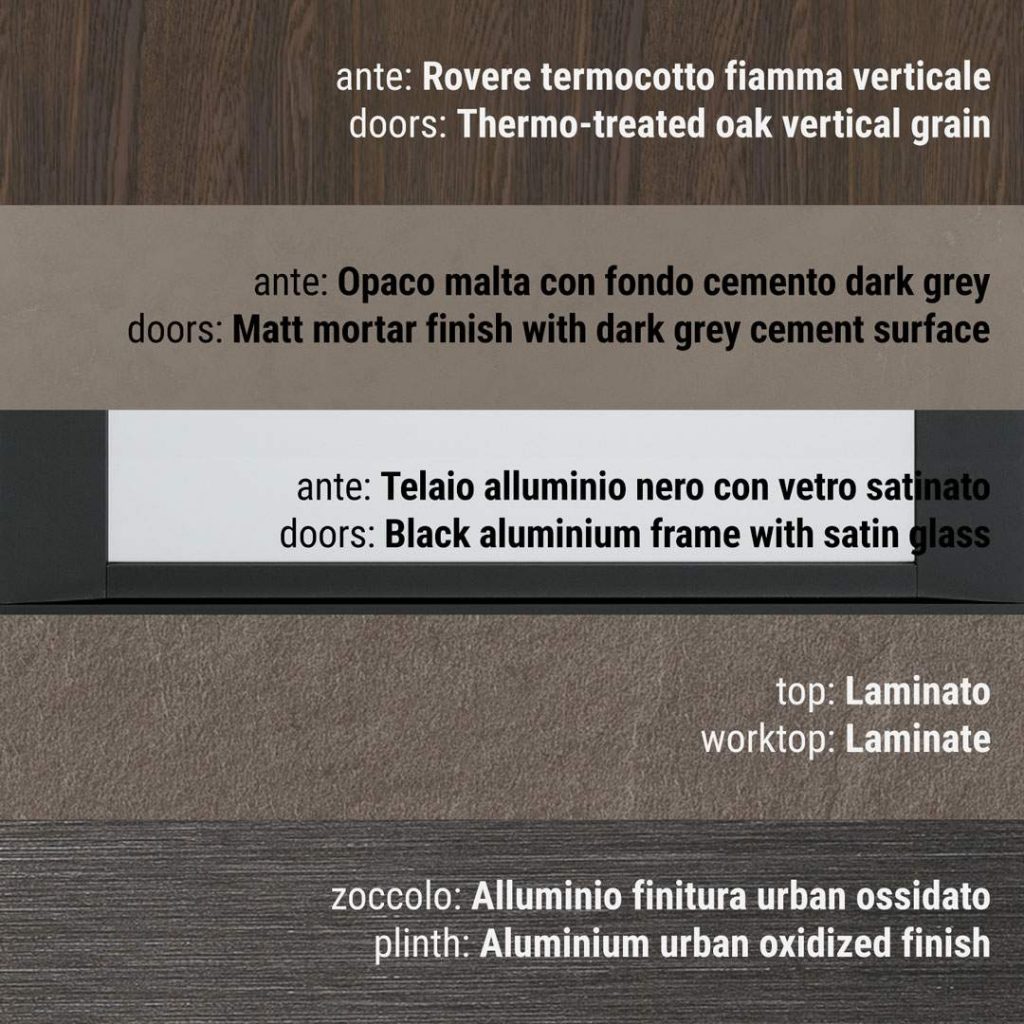 ante: Rovere termocotto fiamma verticale
doors: Thermo-treated oak vertical grain
ante: Opaco malta con fondo cemento dark grey
doors: Matt mortar finish with dark grey cement surface
ante: Telaio alluminio nero con vetro satinato
doors: Black aluminium frame with satin glass
top: Laminato
worktop: Laminate
zoccolo: Alluminio finitura urban ossidato
plinth: Aluminium urban oxidized finish